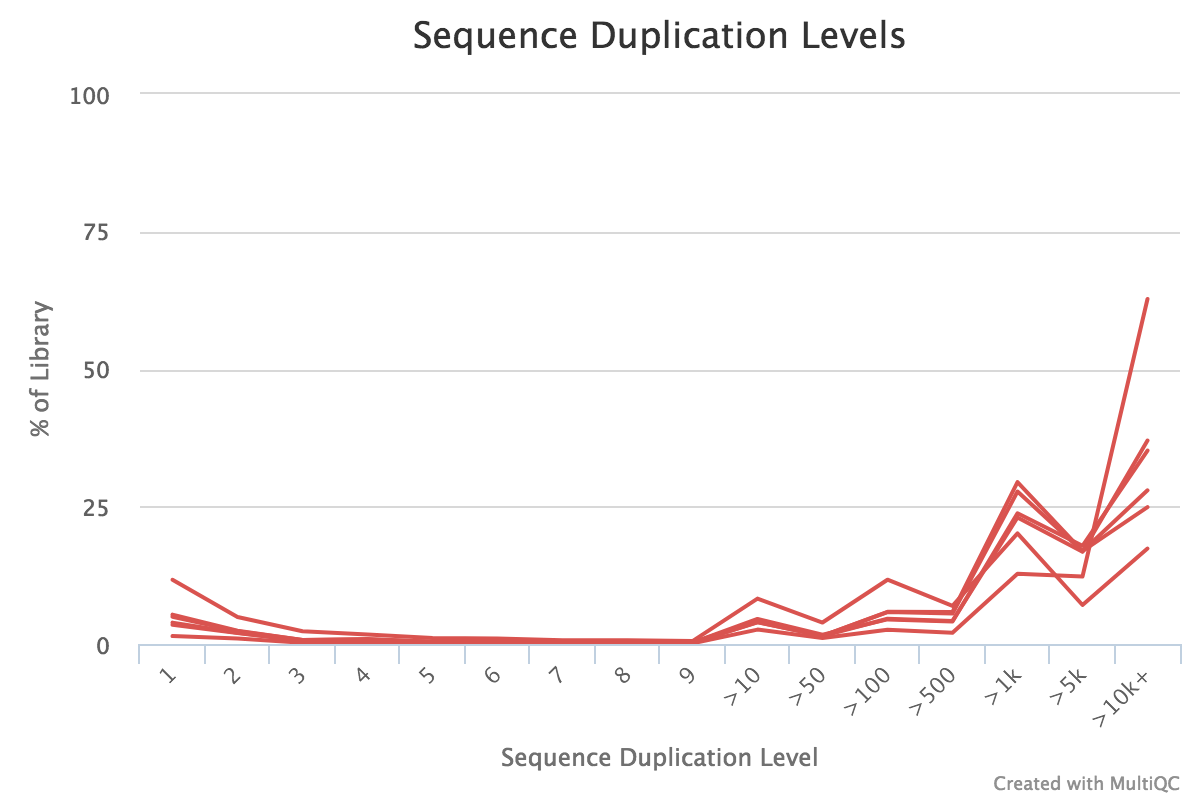 Sequence Duplication Levels
100
75
50
25
0
% of Library
1
2
3
4
5
6
7
8
9
>10
>50
>100
>500
>1k
>5k
>10k+
Sequence Duplication Level
Created with MultiQC